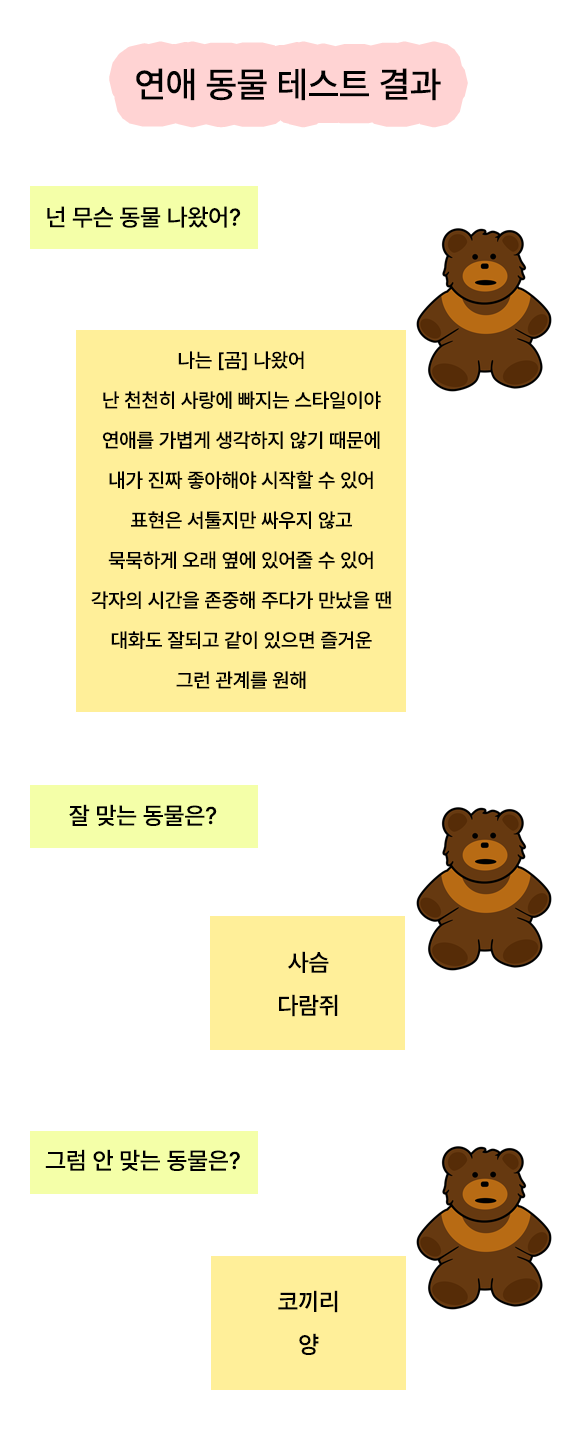 연애 동물 테스트 결과
넌 무슨 동물 나왔어?
나는 [곰] 나왔어
난 천천히 사랑에 빠지는 스타일이야
연애를 가볍게 생각하지 않기 때문에
내가 진짜 좋아해야 시작할 수 있어
표현은 서툴지만 싸우지 않고
묵묵하게 오래 옆에 있어줄 수 있어
각자의 시간을 존중해 주다가 만났을 땐
대화도 잘되고 같이 있으면 즐거운
그런 관계를 원해
잘 맞는 동물은?
사슴
다람쥐
그럼 안 맞는 동물은?
코끼리
양